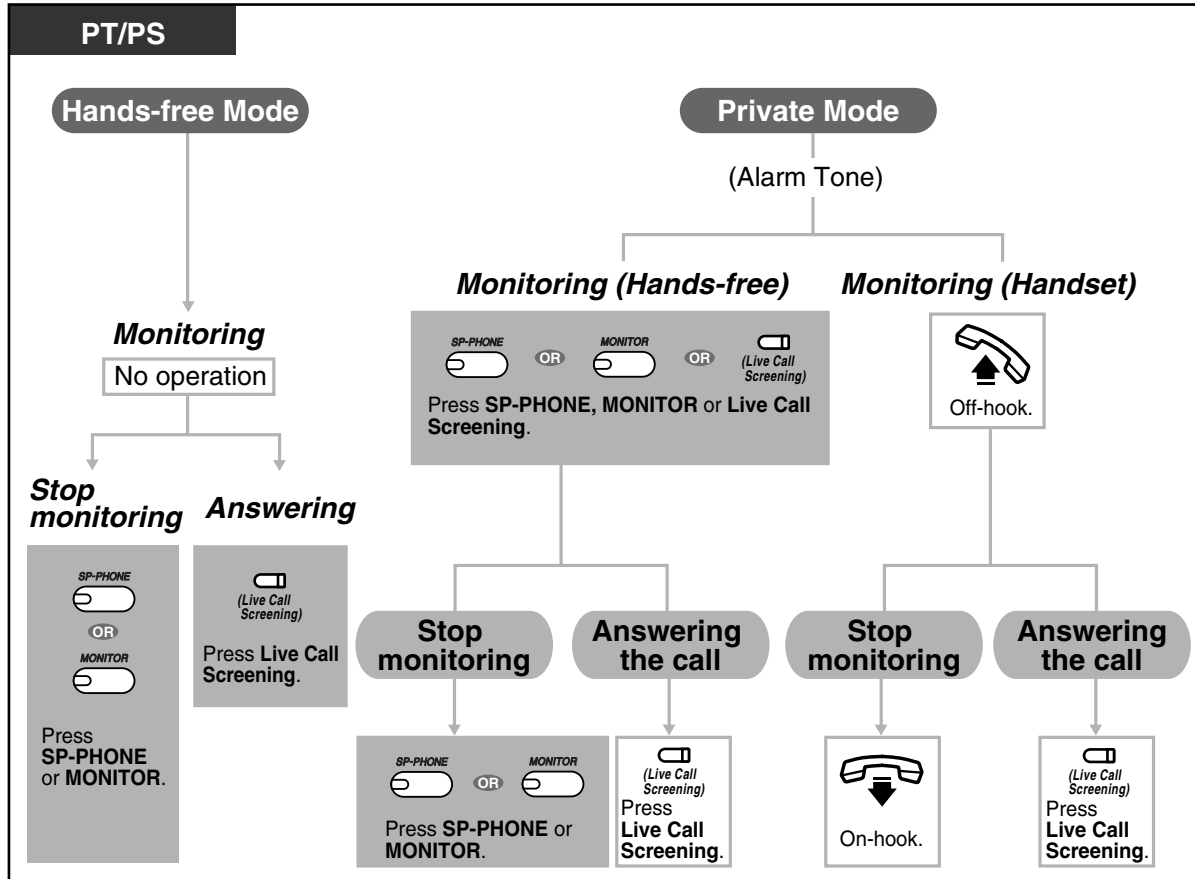 PT/PS
Hands-free Mode
Monitoring
No operation
Stop
monitoring
SP-PHONE
OR
MONITOR
Press
SP-PHONE
or MONITOR.
Answering
(Live Call
Screening)
Press Live Call
Screening.
Private Mode
(Alarm Tone)
Monitoring (Hands-free)
SP-PHONE OR MONITOR OR (Live Call
Screening)
Press SP-PHONE, MONITOR or Live Call
Screening.
Stop
monitoring
SP-PHONE OR MONITOR
Press SP-PHONE or
MONITOR.
Answering
the call
(Live Call
Screening)
Press
Live Call
Screening.
Monitoring (Handset)
Off-hook.
Stop
monitoring
On-hook.
Answering
the call
(Live Call
Screening)
Press
Live Call
Screening.